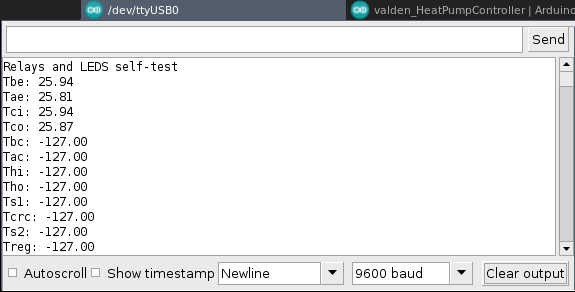 /dev/ttyUSB0
valden_HeatPumpController | Arduino
Send
Relays and LEDS self-test
Tbe: 25.94
Tae: 25.81
Tci: 25.94
Tco: 25.87
Tbc: -127.00
Tac: -127.00
Thi: -127.00
Tho: -127.00
Ts1: -127.00
Tcrc: -127.00
Ts2: -127.00
Treg: -127.00
Autoscroll Show timestamp Newline 9600 baud Clear output